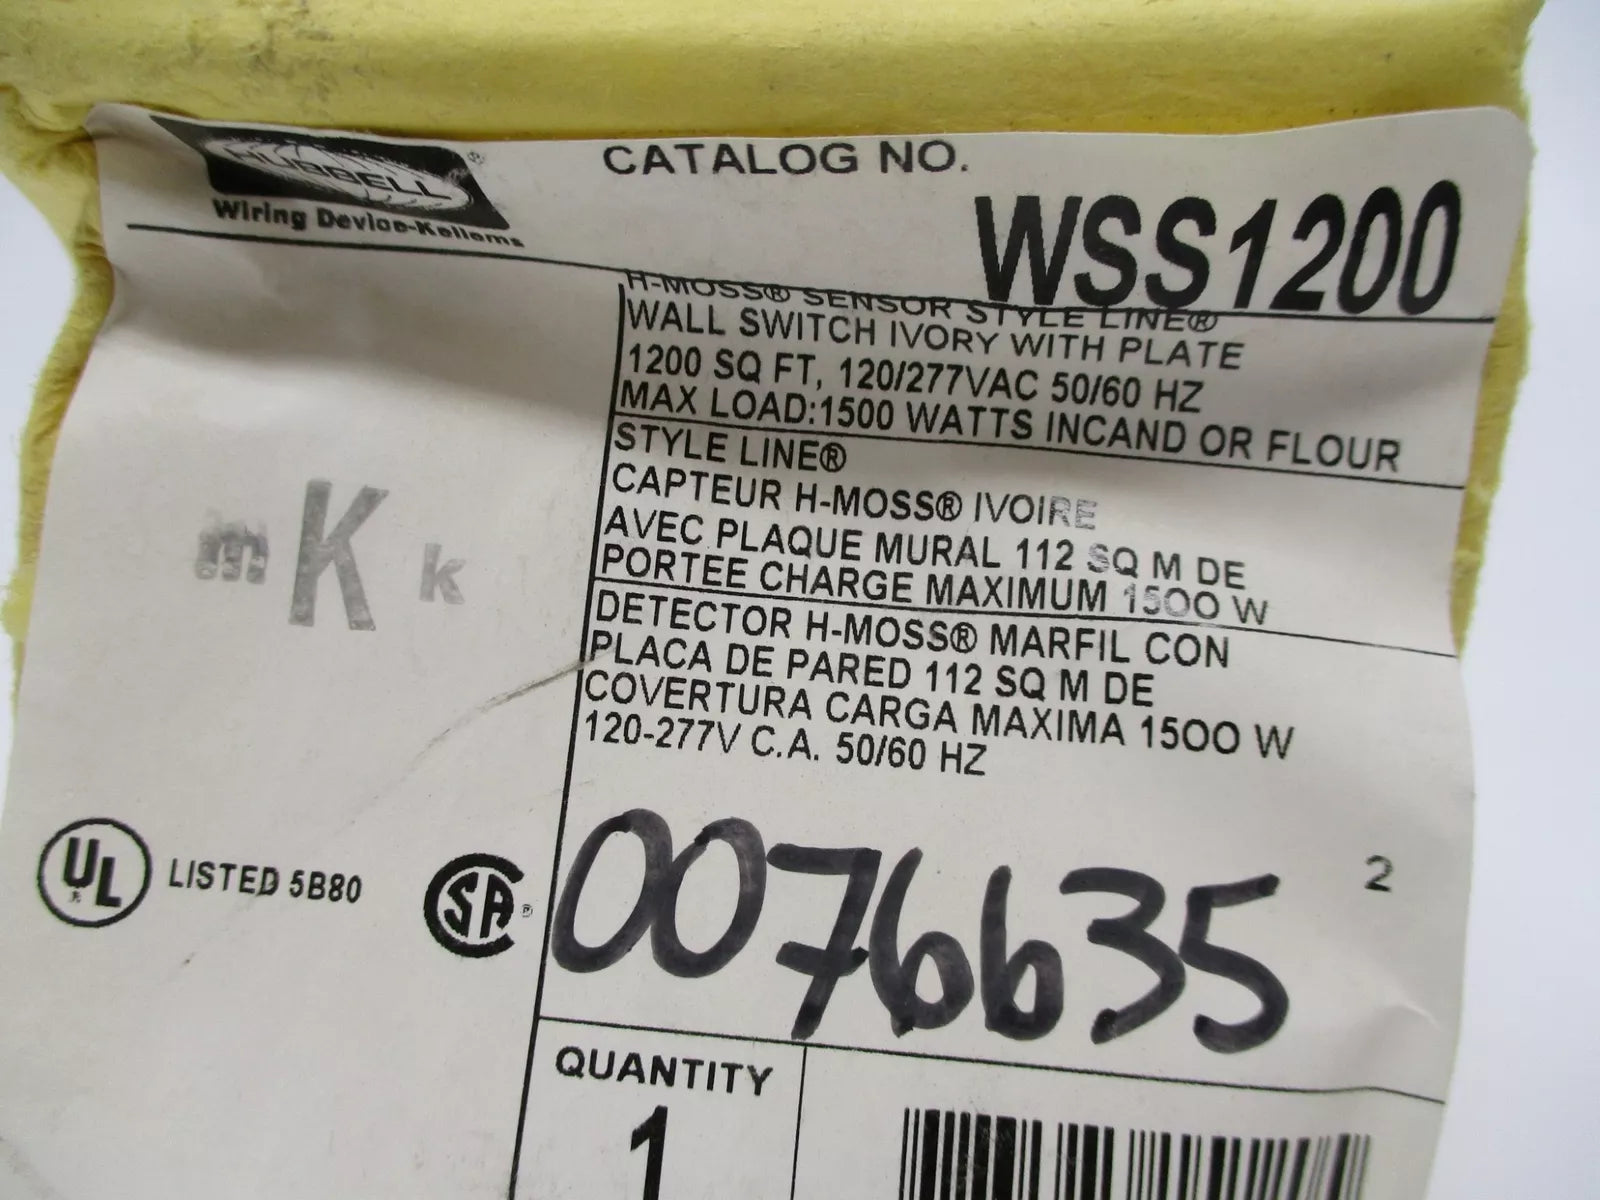 HUBBELL®
Wiring Device-Kellems
CATALOG NO.
WSS1200
H-MOSS® SENSOR STYLE LINE®
WALL SWITCH IVORY WITH PLATE
1200 SQ FT, 120/277VAC 50/60 HZ
MAX LOAD:1500 WATTS INCAND OR FLOUR
STYLE LINE®
CAPTEUR H-MOSS® IVOIRE
AVEC PLAQUE MURAL 112 SQ M DE
PORTEE CHARGE MAXIMUM 1500 W
DETECTOR H-MOSS® MARFIL CON
PLACA DE PARED 112 SQ M DE
COVERTURA CARGA MAXIMA 1500 W
120-277V C.A. 50/60 HZ
m K k
UL
®
LISTED 5B80
SA®
0076635
2
QUANTITY
1